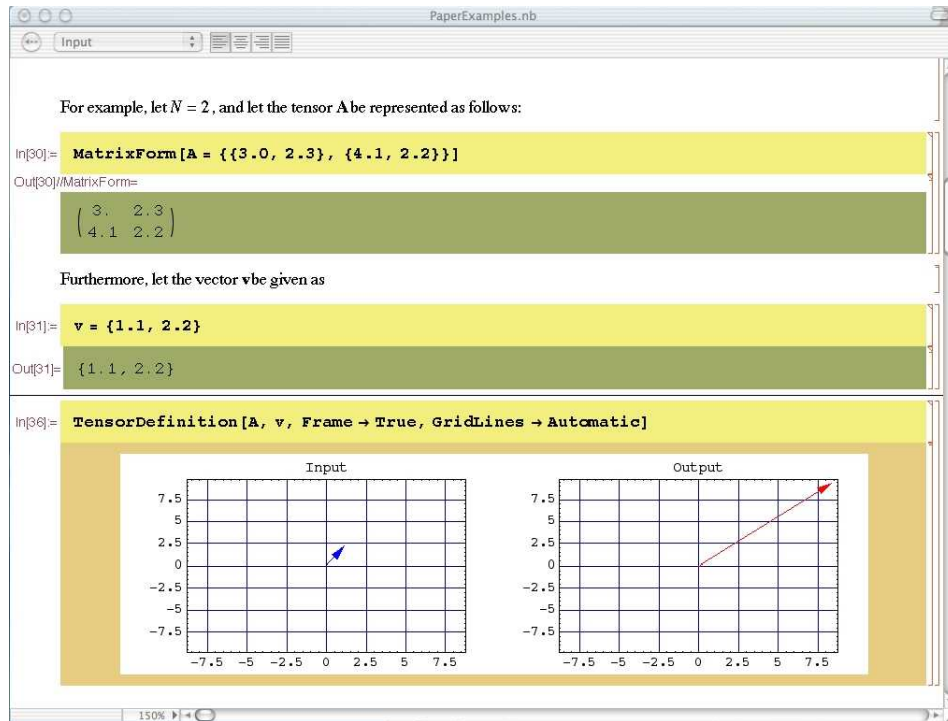 PaperExamples.nb
Input
For example, let N = 2, and let the tensor A be represented as follows:
In[30]:= MatrixForm[A = {{3.0, 2.3}, {4.1, 2.2}}]
Out[30]//MatrixForm=
3. 2.3
4.1 2.2
Furthermore, let the vector vbe given as
In[31]:= v = {1.1, 2.2}
Out[31]= {1.1, 2.2}
In[36]:= TensorDefinition[A, v, Frame → True, GridLines → Automatic]
Input Output
7.5 7.5
5 5
2.5 2.5
0 0
-2.5 -2.5
-5 -5
-7.5 -7.5
-7.5 -5 -2.5 0 2.5 5 7.5 -7.5 -5 -2.5 0 2.5 5 7.5
150%